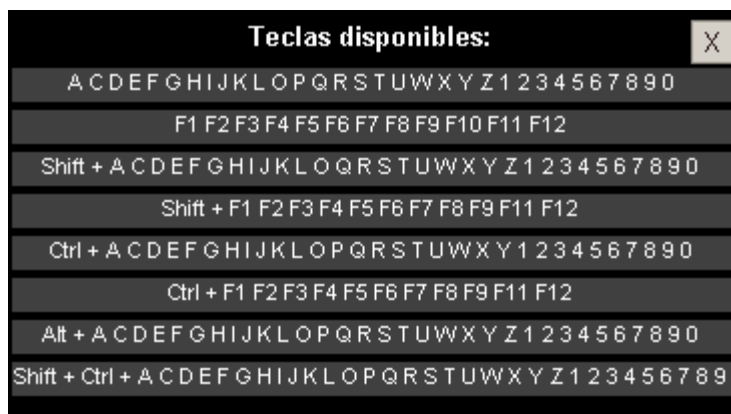 Teclas disponibles:
X
A C D E F G H I J K L O P Q R S T U W X Y Z 1 2 3 4 5 6 7 8 9 0
F1 F2 F3 F4 F5 F6 F7 F8 F9 F10 F11 F12
Shift + A C D E F G H I J K L O Q R S T U W X Y Z 1 2 3 4 5 6 7 8 9 0
Shift + F1 F2 F3 F4 F5 F6 F7 F8 F9 F11 F12
Ctrl + A C D E F G H I J K L O P Q R S T U W X Y Z 1 2 3 4 5 6 7 8 9 0
Ctrl + F1 F2 F3 F4 F5 F6 F7 F8 F9 F11 F12
Alt + A C D E F G H I J K L O P Q R S T U W X Y Z 1 2 3 4 5 6 7 8 9 0
Shift + Ctrl + A C D E F G H I J K L O P Q R S T U W X Y Z 1 2 3 4 5 6 7 8 9